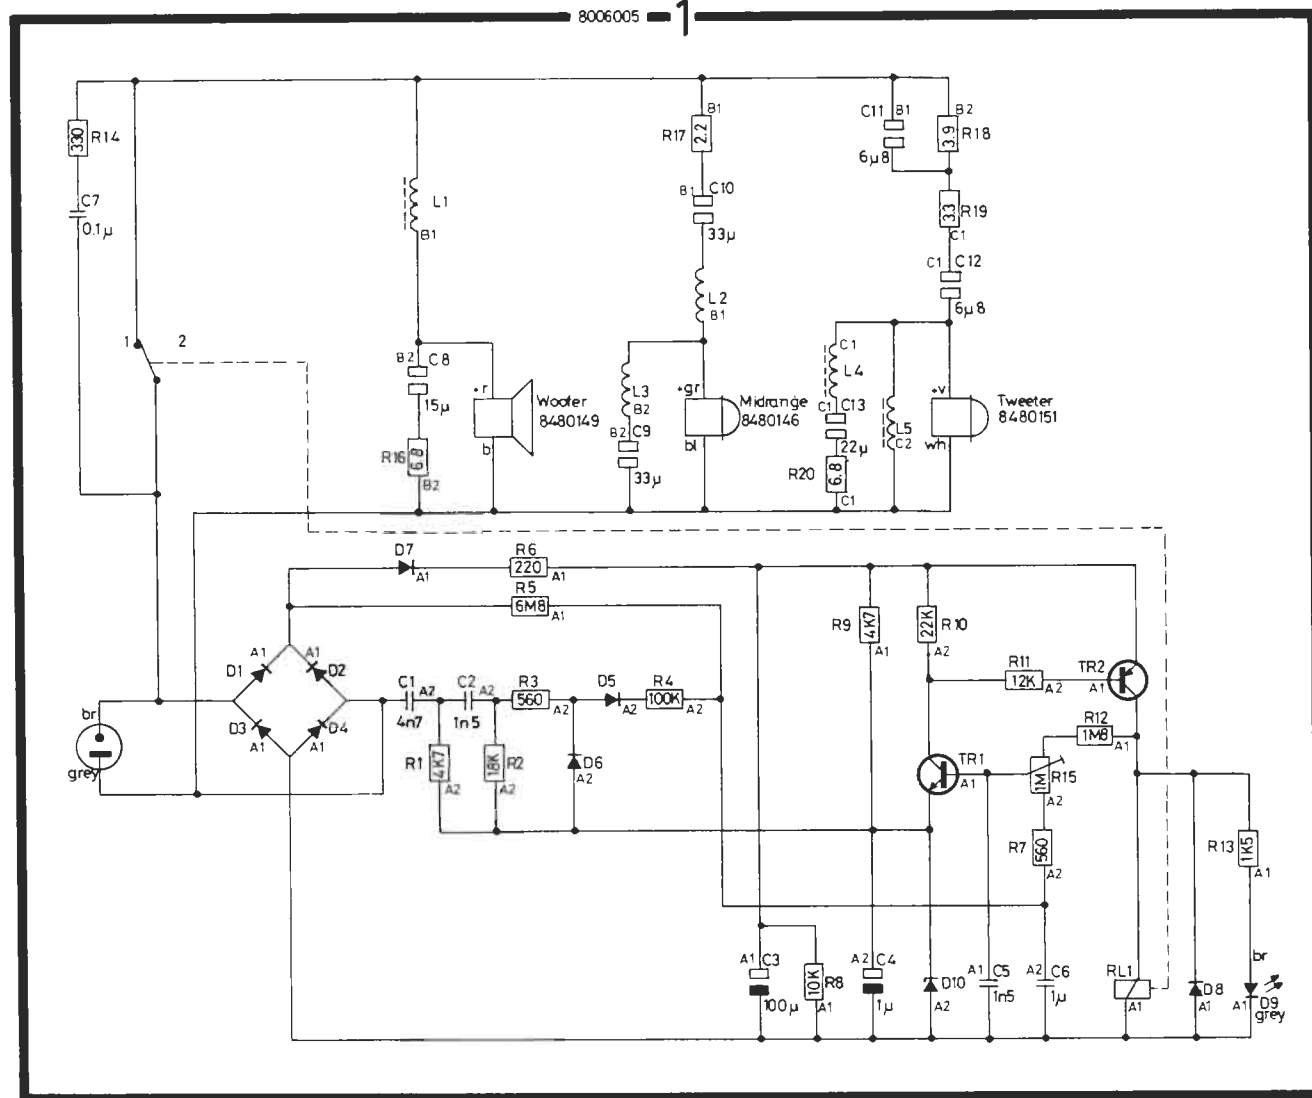 8006005 1
330 R14
C7
0.1µ
1 2
L1
B1
B2 C8
15µ
R16 6.8
B2
+r
b
Woofer
8480149
B1
R17 2.2
B1 C10
33µ
L2
B1
L3
B2
B2 C9
33µ
+gr
bl
Midrange
8480146
C11 B1
6µ8
B2
3.9 R18
3.3 R19
C1
C1 C12
6µ8
C1
L4
C1 C13
22µ
R20 6.8
C1
L5
C2
+v
wh
Tweeter
8480151
D7
A1
R6
220
A1
R5
6M8
A1
D1 A1
A1 D2
D3 A1
A1 D4
br
grey
C1 A2
4n7
C2 A2
1n5
R3
560
D5
A2
R4
100K
A2
R1 4K7
A2
18K R2
A2
D6
A2
R9 4K7
A1
22K R10
A2
R11
12K
A2
TR2
A1
R12
1M8
A1
TR1
A1
1M R15
A2
R7 560
A2
R13 1K5
A1
A1 C3
100µ
10K R8
A1
A2 C4
1µ
D10
A2
A1 C5
1n5
A2 C6
1µ
RL1
A1
D8
A1
br
A1 D9
grey